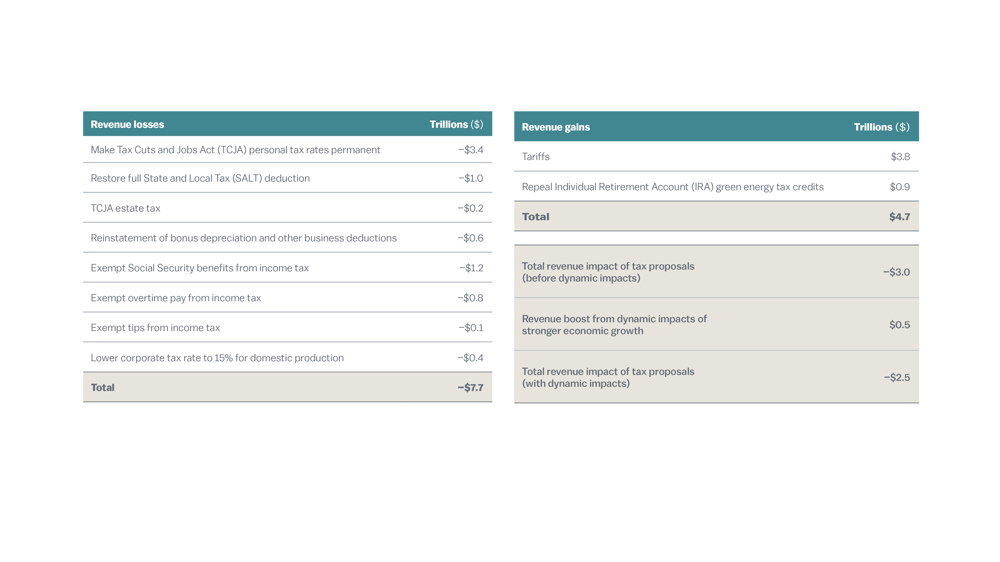 Revenue losses Trillions ($)
Make Tax Cuts and Jobs Act (TCJA) personal tax rates permanent −$3.4
Restore full State and Local Tax (SALT) deduction −$1.0
TCJA estate tax −$0.2
Reinstatement of bonus depreciation and other business deductions −$0.6
Exempt Social Security benefits from income tax −$1.2
Exempt overtime pay from income tax −$0.8
Exempt tips from income tax −$0.1
Lower corporate tax rate to 15% for domestic production −$0.4
Total −$7.7
Revenue gains Trillions ($)
Tariffs $3.8
Repeal Individual Retirement Account (IRA) green energy tax credits $0.9
Total $4.7
Total revenue impact of tax proposals
(before dynamic impacts) −$3.0
Revenue boost from dynamic impacts of
stronger economic growth $0.5
Total revenue impact of tax proposals
(with dynamic impacts) −$2.5